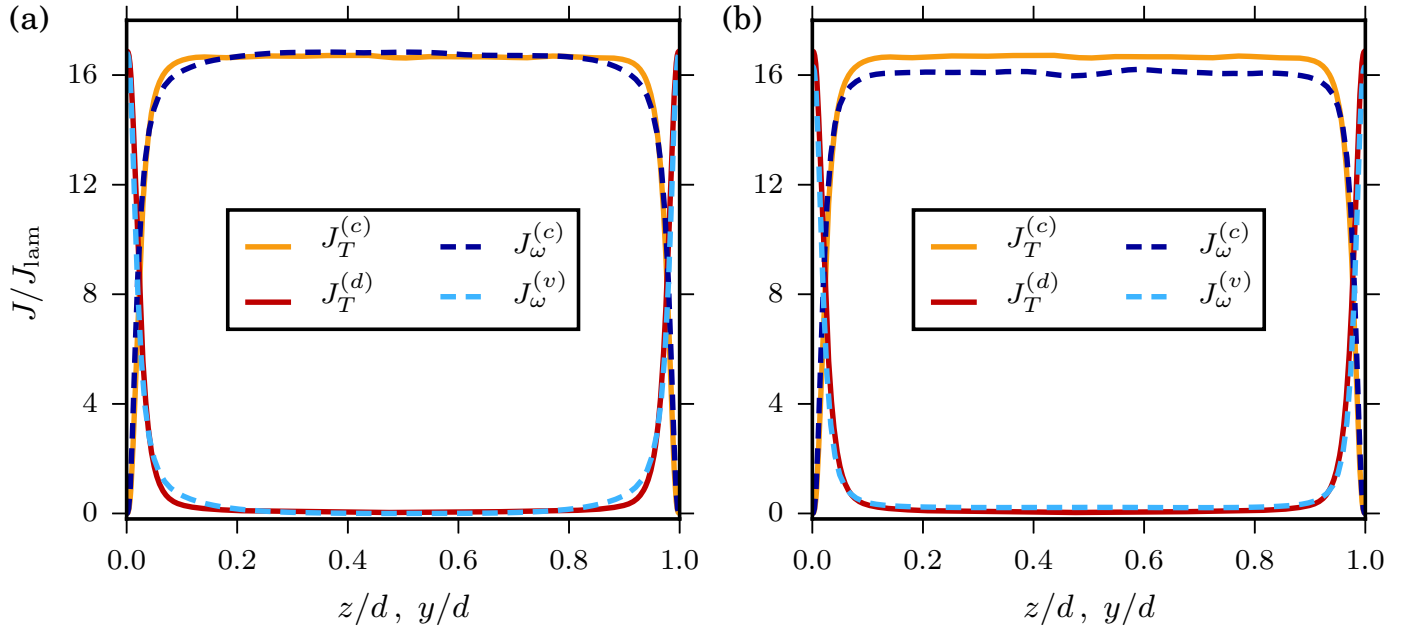 (a)
J/J_lam
16
12
8
4
0
J_T^(c) J_ω^(c)
J_T^(d) J_ω^(v)
0.0 0.2 0.4 0.6 0.8 1.0
z/d , y/d
(b)
16
12
8
4
0
J_T^(c) J_ω^(c)
J_T^(d) J_ω^(v)
0.0 0.2 0.4 0.6 0.8 1.0
z/d , y/d